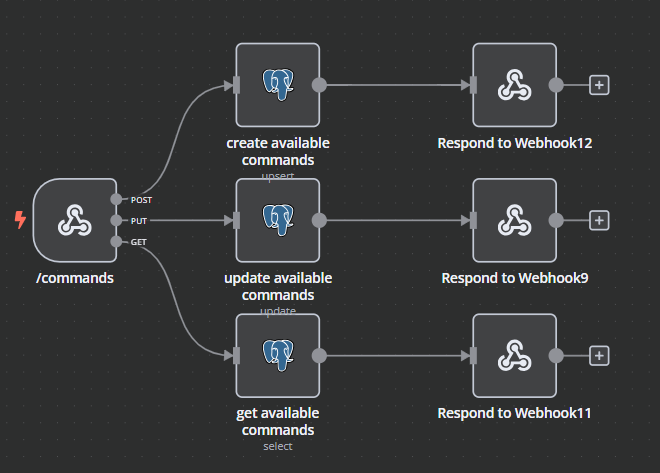 create available
commands
upsert
Respond to Webhook12
POST
PUT
GET
/commands
update available
commands
update
Respond to Webhook9
get available
commands
select
Respond to Webhook11